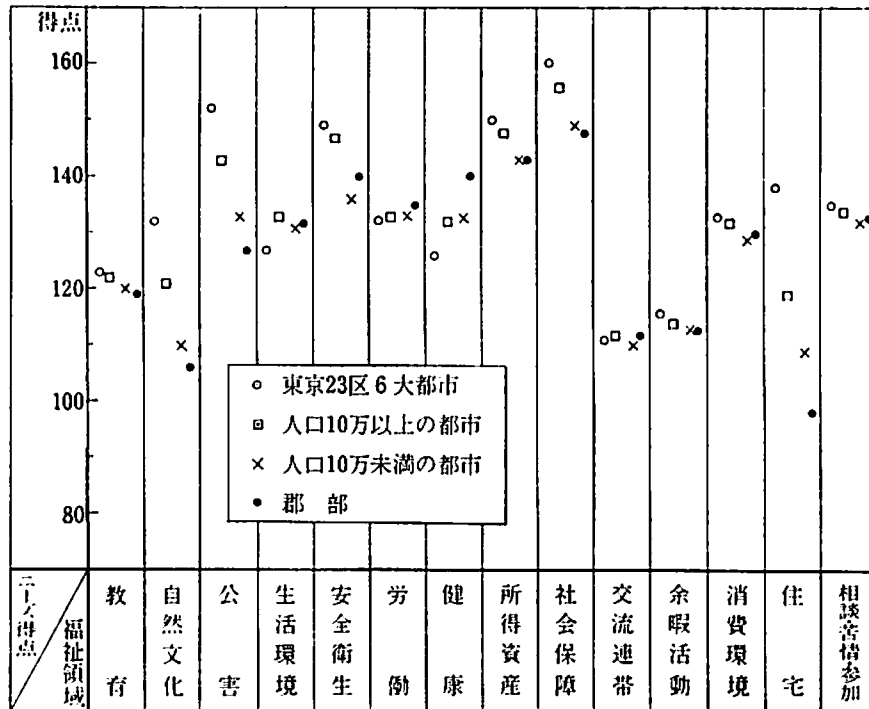 得点
160
140
120
100
80
○ 東京23区6大都市
□ 人口10万以上の都市
× 人口10万未満の都市
● 郡 部
ニーズ得点
福祉領域
教育
自然文化
公害
生活環境
安全衛生
労働
健康
所得資産
社会保障
交流連帯
余暇活動
消費環境
住宅
相談苦情参加